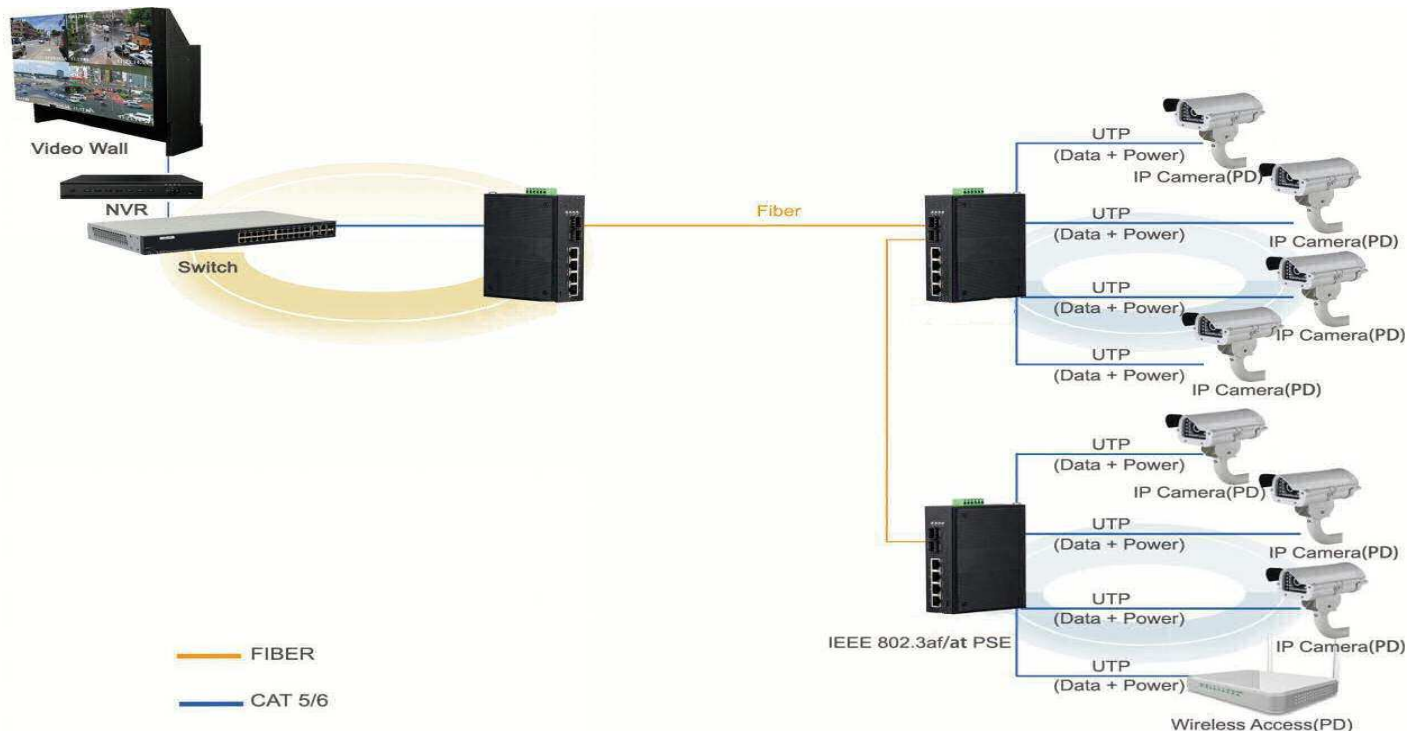 Video Wall
NVR
Switch
Fiber
UTP
(Data + Power)
IP Camera(PD)
UTP
(Data + Power)
IP Camera(PD)
UTP
(Data + Power)
IP Camera(PD)
UTP
(Data + Power)
IP Camera(PD)
UTP
(Data + Power)
IP Camera(PD)
UTP
(Data + Power)
IP Camera(PD)
UTP
(Data + Power)
IP Camera(PD)
IEEE 802.3af/at PSE
UTP
(Data + Power)
Wireless Access(PD)
FIBER
CAT 5/6